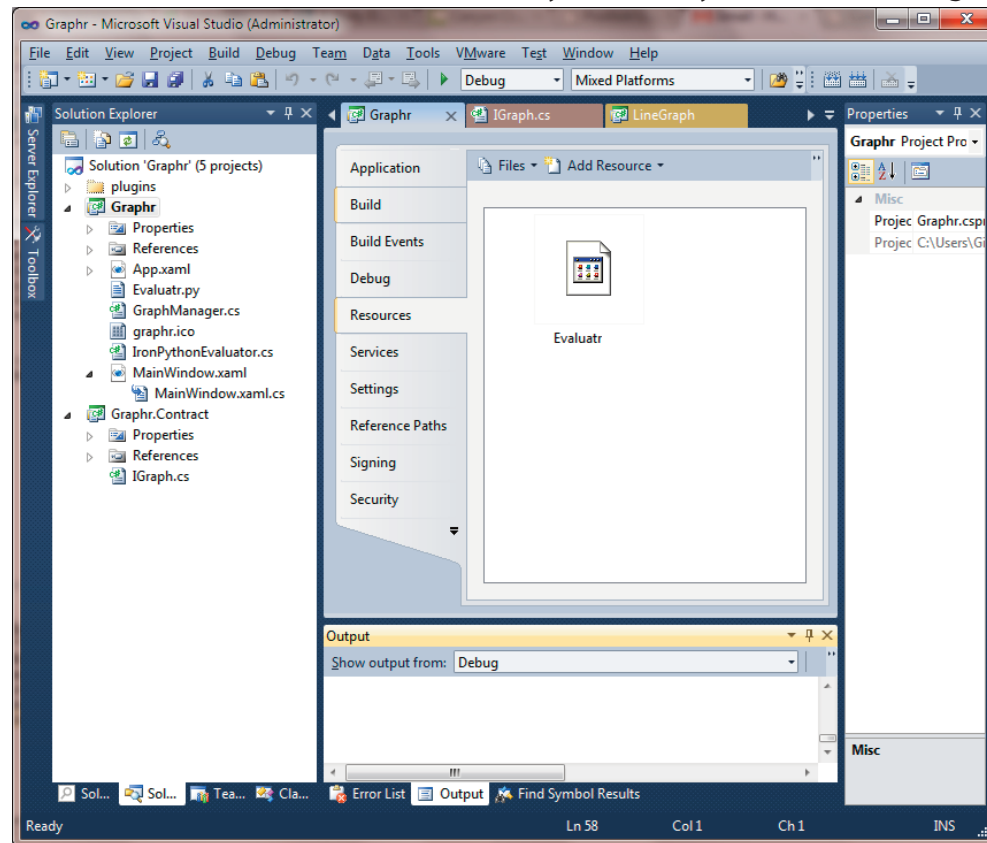 Graphr - Microsoft Visual Studio (Administrator)
File Edit View Project Build Debug Team Data Tools VMware Test Window Help
Debug Mixed Platforms
Server Explorer
Toolbox
Solution Explorer
Solution 'Graphr' (5 projects)
plugins
Graphr
Properties
References
App.xaml
Evaluatr.py
GraphManager.cs
graphr.ico
IronPythonEvaluator.cs
MainWindow.xaml
MainWindow.xaml.cs
Graphr.Contract
Properties
References
IGraph.cs
Sol... Sol... Tea... Cla...
Graphr IGraph.cs LineGraph
Application
Build
Build Events
Debug
Resources
Services
Settings
Reference Paths
Signing
Security
Files Add Resource
Evaluatr
Output
Show output from: Debug
Error List Output Find Symbol Results
Properties
Graphr Project Pro
Misc
Projec Graphr.csp
Projec C:\Users\Gi
Misc
Ready Ln 58 Col 1 Ch 1 INS